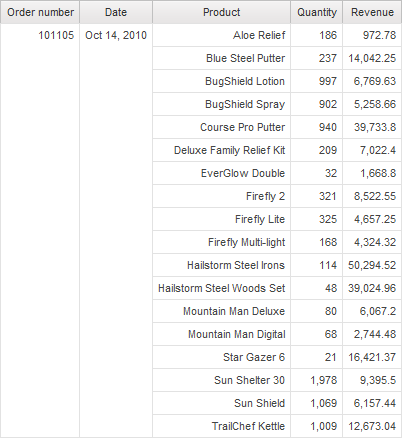 Order number Date Product Quantity Revenue
101105 Oct 14, 2010 Aloe Relief 186 972.78
Blue Steel Putter 237 14,042.25
BugShield Lotion 997 6,769.63
BugShield Spray 902 5,258.66
Course Pro Putter 940 39,733.8
Deluxe Family Relief Kit 209 7,022.4
EverGlow Double 32 1,668.8
Firefly 2 321 8,522.55
Firefly Lite 325 4,657.25
Firefly Multi-light 168 4,324.32
Hailstorm Steel Irons 114 50,294.52
Hailstorm Steel Woods Set 48 39,024.96
Mountain Man Deluxe 80 6,067.2
Mountain Man Digital 68 2,744.48
Star Gazer 6 21 16,421.37
Sun Shelter 30 1,978 9,395.5
Sun Shield 1,069 6,157.44
TrailChef Kettle 1,009 12,673.04